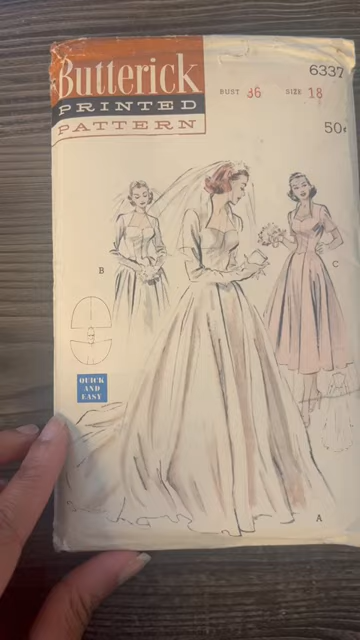 Butterick
PRINTED
PATTERN
6337
BUST 36 SIZE 18
50¢
B
C
QUICK
AND
EASY
A